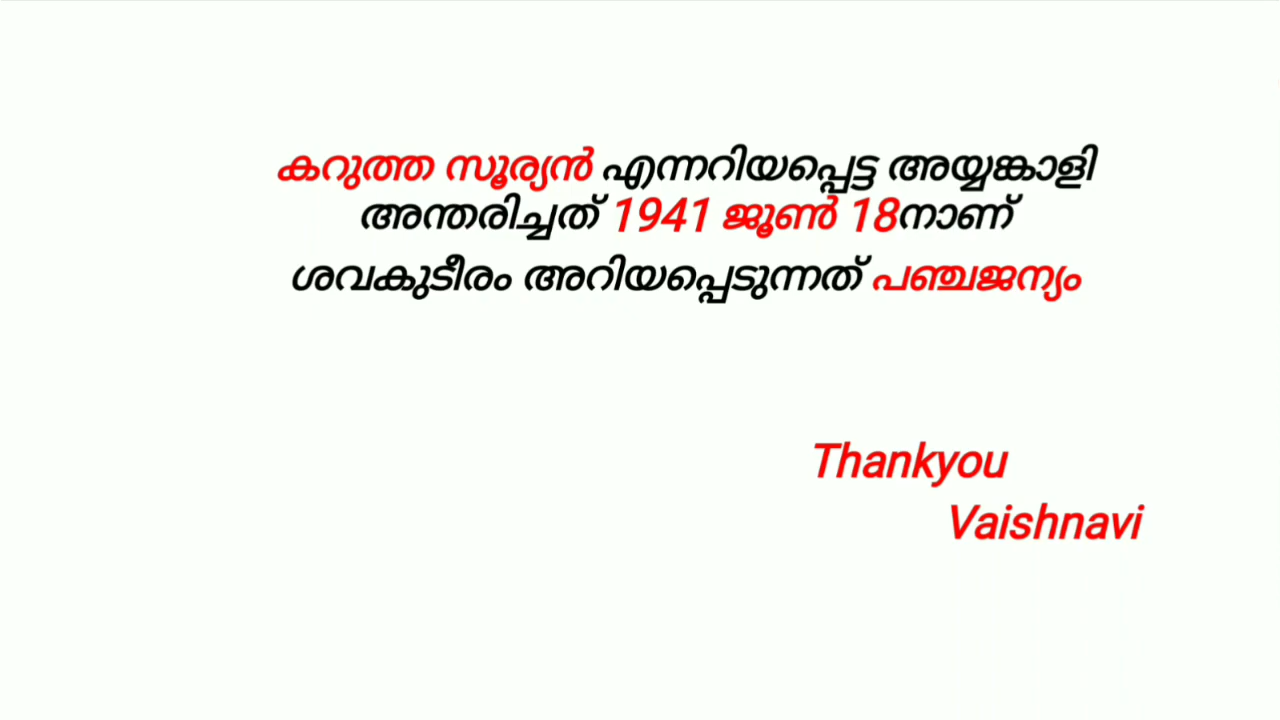 കറുത്ത സൂര്യൻ എന്നറിയപ്പെട്ട അയ്യങ്കാളി
അന്തരിച്ചത് 1941 ജൂൺ 18നാണ്
ശവകുടീരം അറിയപ്പെടുന്നത് പഞ്ചജന്യം
Thankyou
Vaishnavi